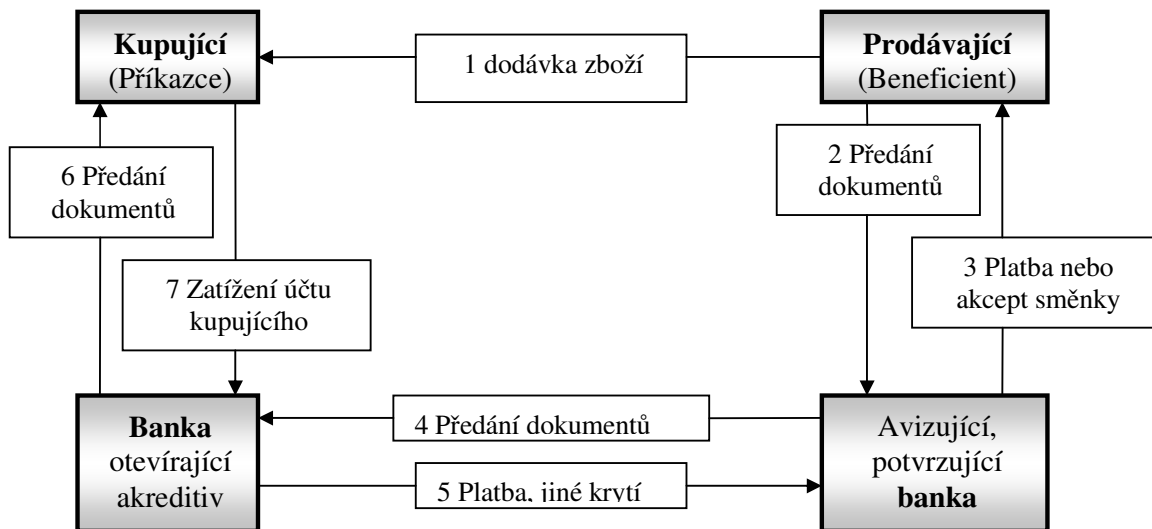 Kupující
(Příkazce)
1 dodávka zboží
Prodávající
(Beneficient)
6 Předání
dokumentů
2 Předání
dokumentů
7 Zatížení účtu
kupujícího
3 Platba nebo
akcept směnky
Banka
otevírající
akreditiv
4 Předání dokumentů
5 Platba, jiné krytí
Avizující,
potvrzující
banka